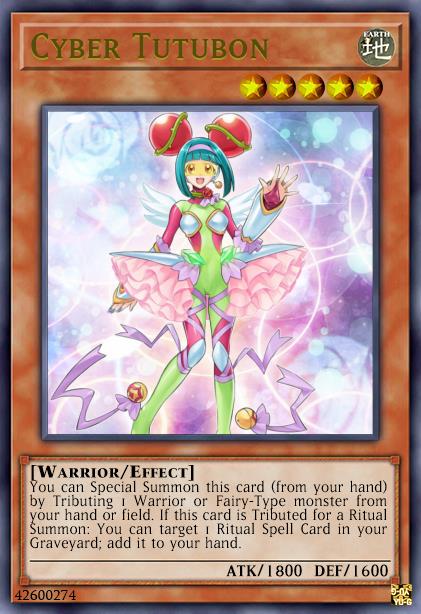 CYBER TUTUBON
EARTH
地
[WARRIOR/EFFECT]
You can Special Summon this card (from your hand)
by Tributing 1 Warrior or Fairy-Type monster from
your hand or field. If this card is Tributed for a Ritual
Summon: You can target 1 Ritual Spell Card in your
Graveyard; add it to your hand.
ATK/1800 DEF/1600
42600274